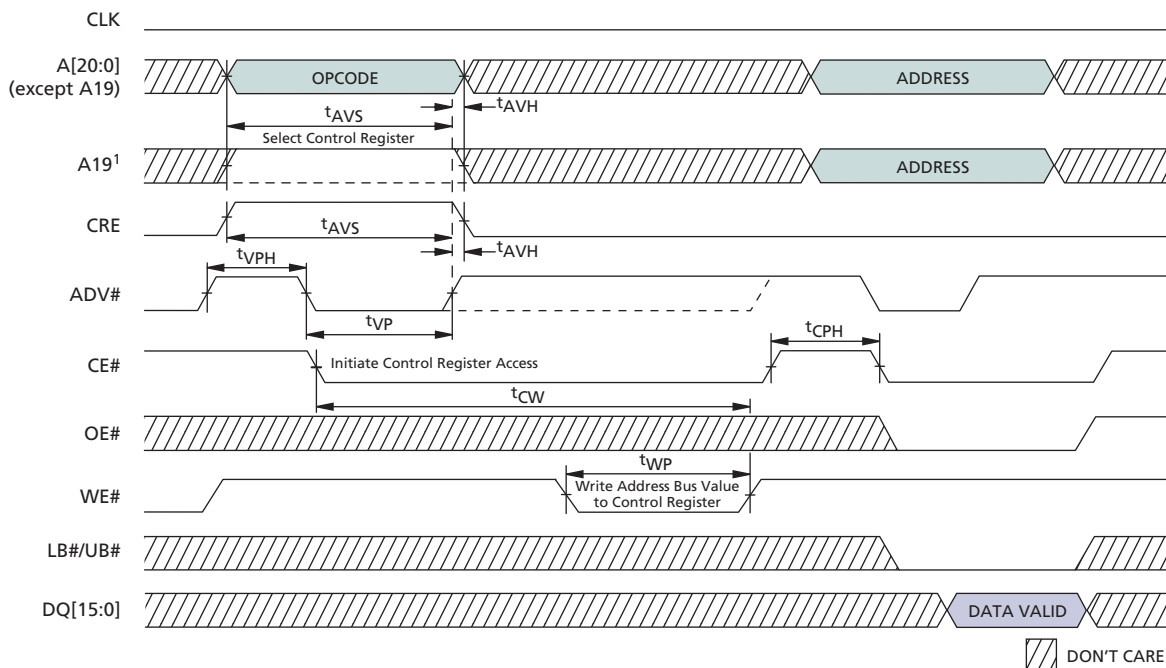 CLK
A[20:0]
(except A19)
OPCODE
ADDRESS
tAVS
tAVH
Select Control Register
A19¹
ADDRESS
CRE
tAVS
tAVH
tVPH
ADV#
tVP
tCPH
CE#
Initiate Control Register Access
tCW
OE#
tWP
WE#
Write Address Bus Value
to Control Register
LB#/UB#
DQ[15:0]
DATA VALID
DON'T CARE